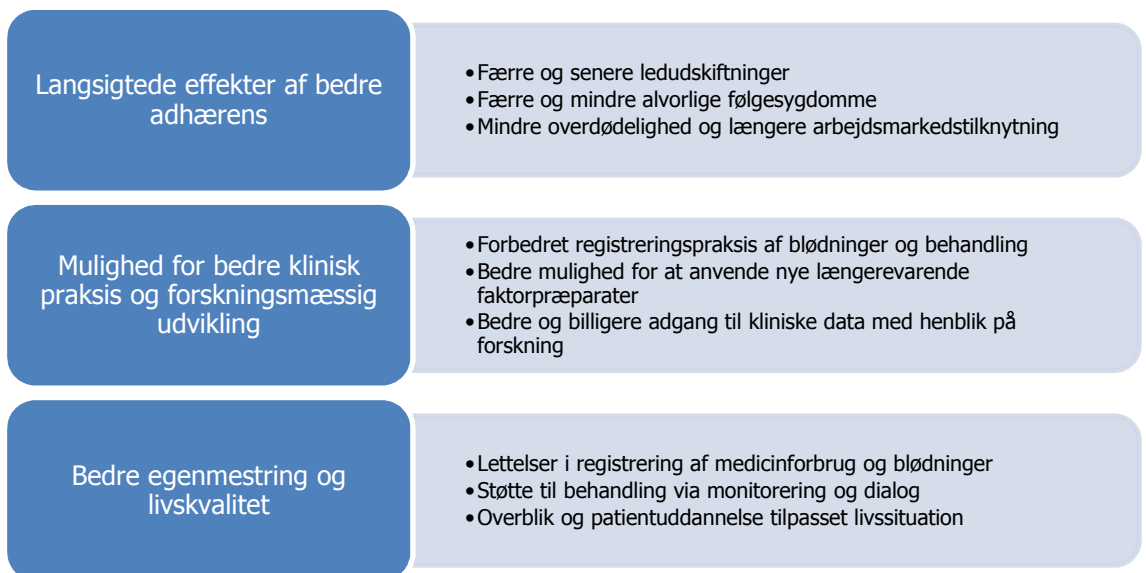 Langsigtede effekter af bedre
adhærens
•Færre og senere ledudskiftninger
•Færre og mindre alvorlige følgesygdomme
•Mindre overdødelighed og længere arbejdsmarkedstilknytning
Mulighed for bedre klinisk
praksis og forskningsmæssig
udvikling
•Forbedret registreringspraksis af blødninger og behandling
•Bedre mulighed for at anvende nye længerevarende
faktorpræparater
•Bedre og billigere adgang til kliniske data med henblik på
forskning
Bedre egenmestring og
livskvalitet
•Lettelser i registrering af medicinforbrug og blødninger
•Støtte til behandling via monitorering og dialog
•Overblik og patientuddannelse tilpasset livssituation